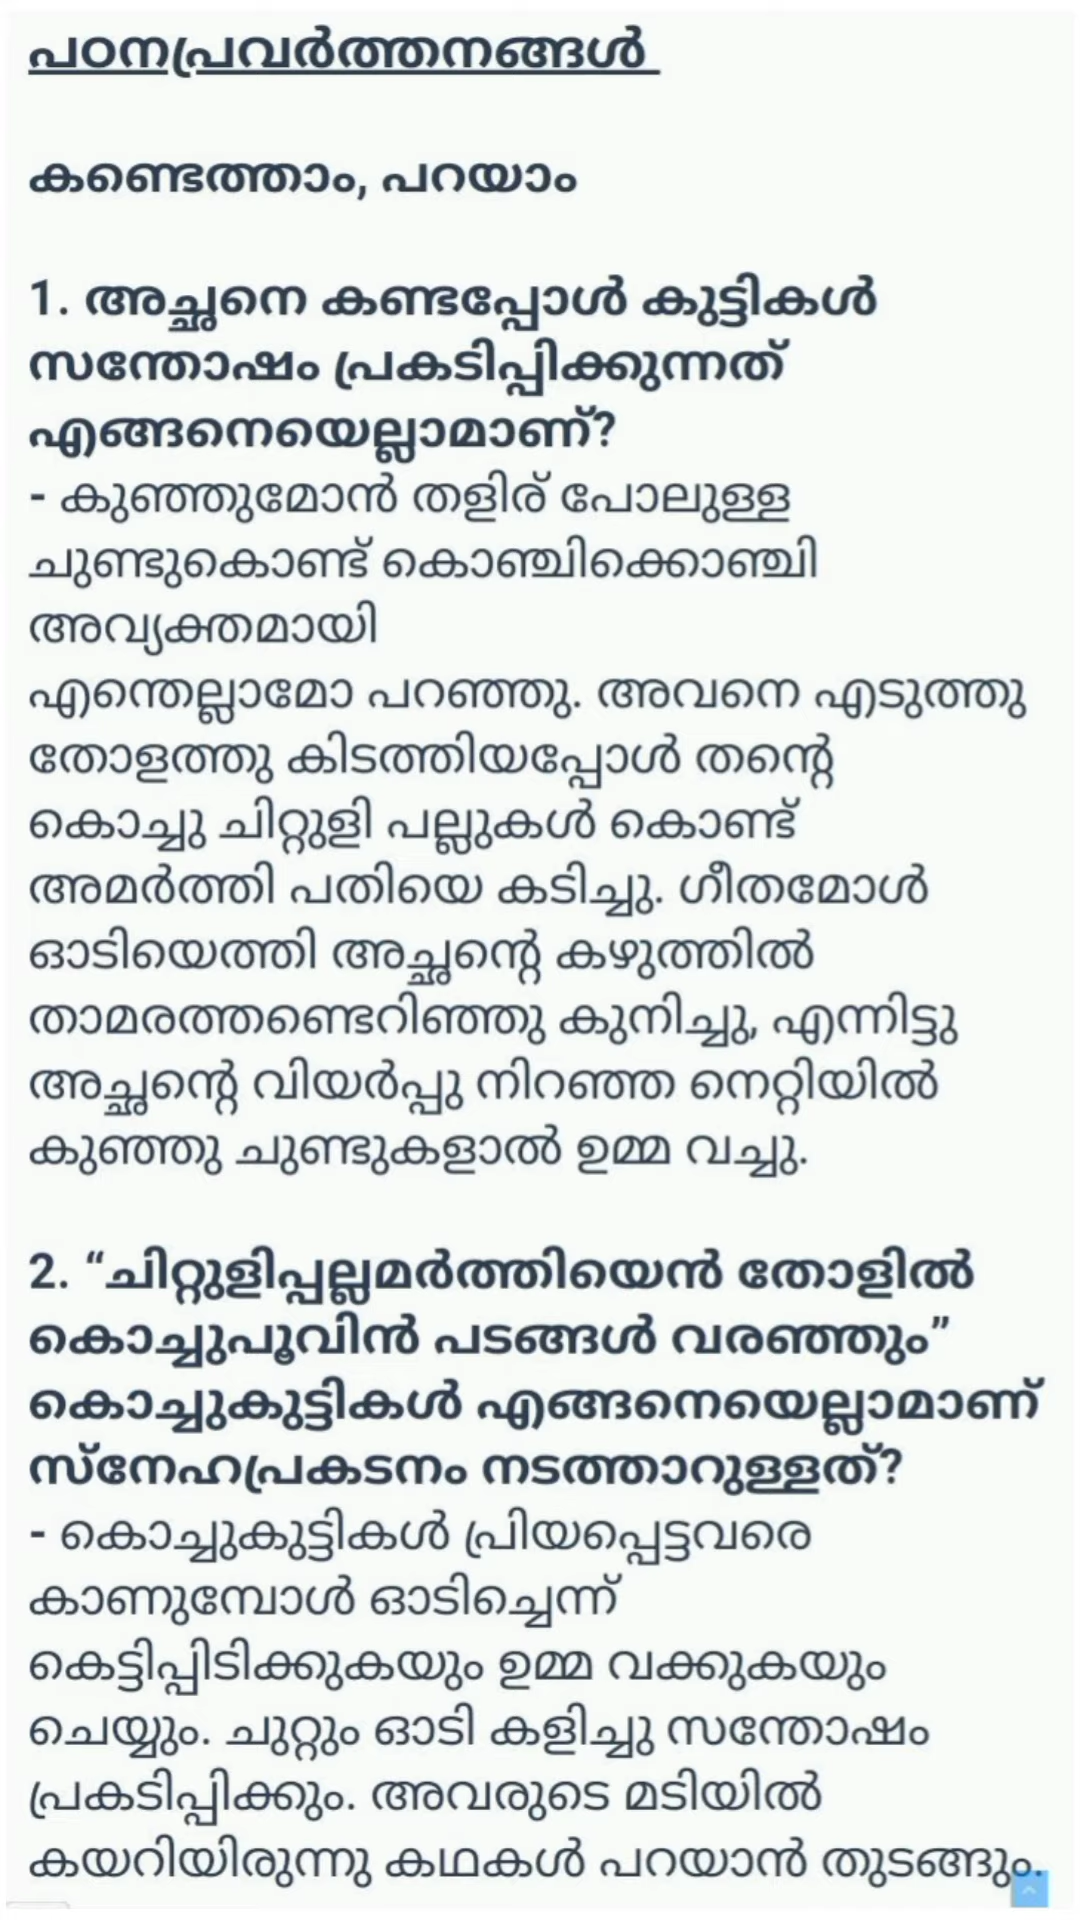 പഠനപ്രവർത്തനങ്ങൾ
കണ്ടെത്താം, പറയാം
1. അച്ഛനെ കണ്ടപ്പോൾ കുട്ടികൾ
സന്തോഷം പ്രകടിപ്പിക്കുന്നത്
എങ്ങനെയെല്ലാമാണ്?
- കുഞ്ഞുമോൻ തളിര് പോലുള്ള
ചുണ്ടുകൊണ്ട് കൊഞ്ചിക്കൊഞ്ചി
അവ്യക്തമായി
എന്തെല്ലാമോ പറഞ്ഞു. അവനെ എടുത്തു
തോളത്തു കിടത്തിയപ്പോൾ തന്റെ
കൊച്ചു ചിറ്റുളി പല്ലുകൾ കൊണ്ട്
അമർത്തി പതിയെ കടിച്ചു. ഗീതമോൾ
ഓടിയെത്തി അച്ഛന്റെ കഴുത്തിൽ
താമരത്തണ്ടെറിഞ്ഞു കുനിച്ചു, എന്നിട്ടു
അച്ഛന്റെ വിയർപ്പു നിറഞ്ഞ നെറ്റിയിൽ
കുഞ്ഞു ചുണ്ടുകളാൽ ഉമ്മ വച്ചു.
2. “ചിറ്റുളിപ്പല്ലമർത്തിയെൻ തോളിൽ
കൊച്ചുപൂവിൻ പടങ്ങൾ വരഞ്ഞും”
കൊച്ചുകുട്ടികൾ എങ്ങനെയെല്ലാമാണ്
സ്നേഹപ്രകടനം നടത്താറുള്ളത്?
- കൊച്ചുകുട്ടികൾ പ്രിയപ്പെട്ടവരെ
കാണുമ്പോൾ ഓടിച്ചെന്ന്
കെട്ടിപ്പിടിക്കുകയും ഉമ്മ വക്കുകയും
ചെയ്യും. ചുറ്റും ഓടി കളിച്ചു സന്തോഷം
പ്രകടിപ്പിക്കും. അവരുടെ മടിയിൽ
കയറിയിരുന്നു കഥകൾ പറയാൻ തുടങ്ങും.